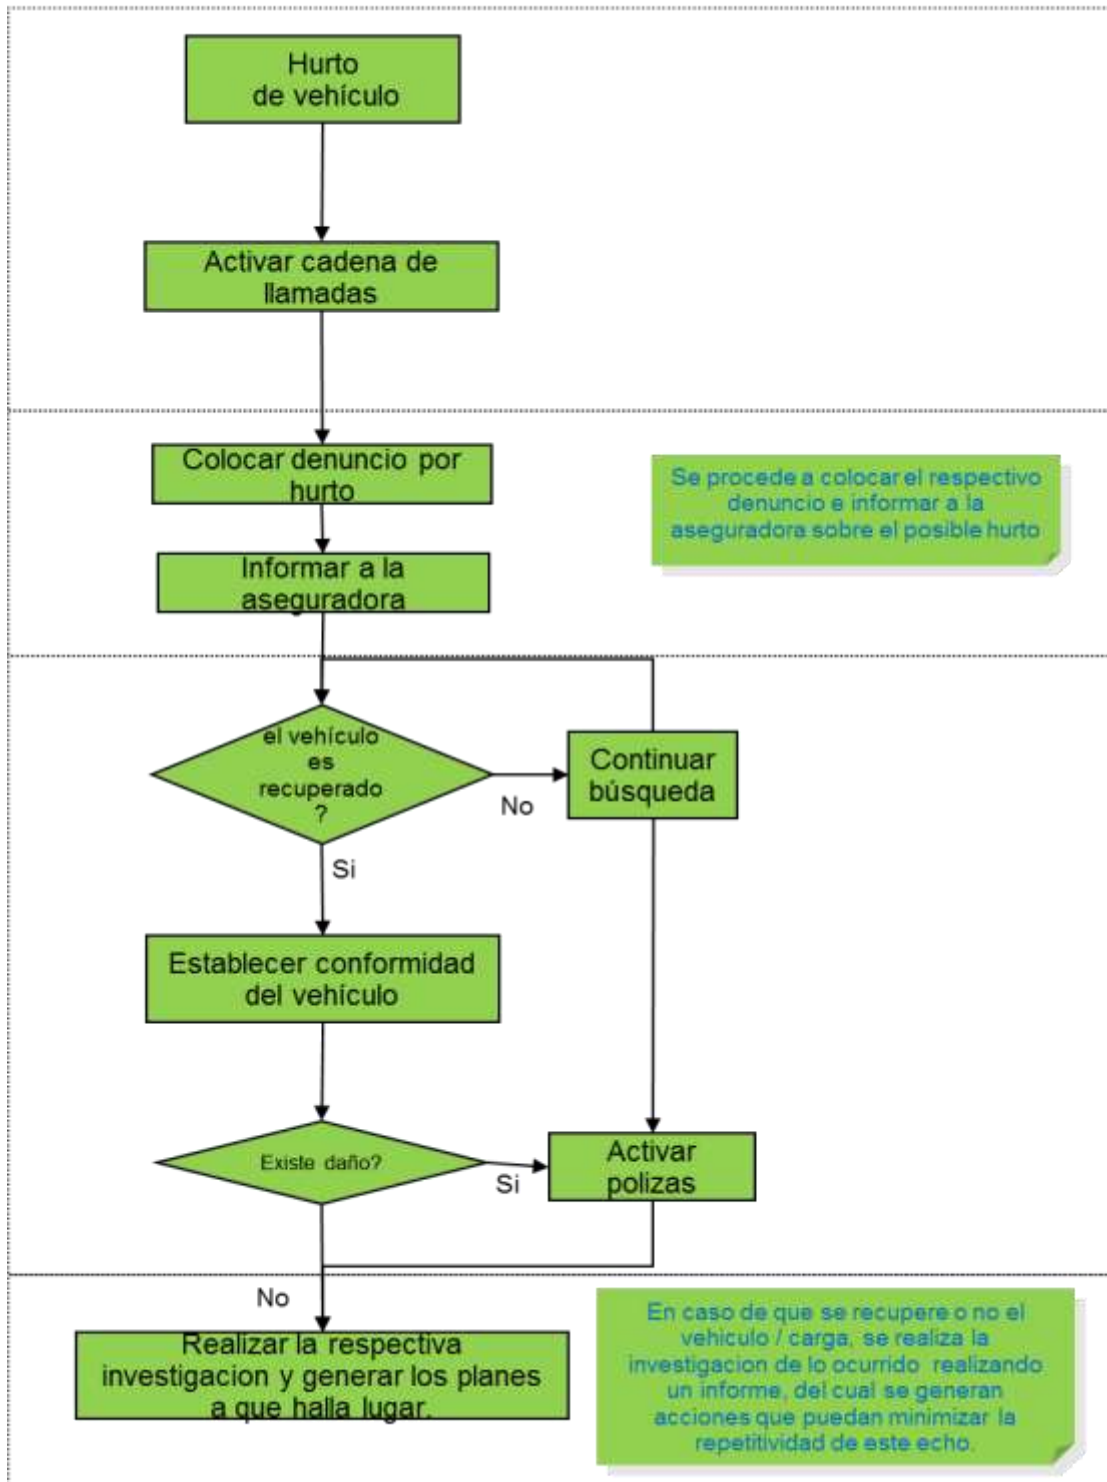 Hurto
de vehículo
Activar cadena de
llamadas
Colocar denuncio por
hurto
Se procede a colocar el respectivo
denuncio e informar a la
aseguradora sobre el posible hurto
Informar a la
aseguradora
el vehículo
es
recuperado
?
No
Continuar
búsqueda
Si
Establecer conformidad
del vehículo
Existe daño?
Si
Activar
polizas
No
Realizar la respectiva
investigacion y generar los planes
a que halla lugar.
En caso de que se recupere o no el
vehiculo / carga, se realiza la
investigacion de lo ocurrido realizando
un informe, del cual se generan
acciones que puedan minimizar la
repetitividad de este echo.